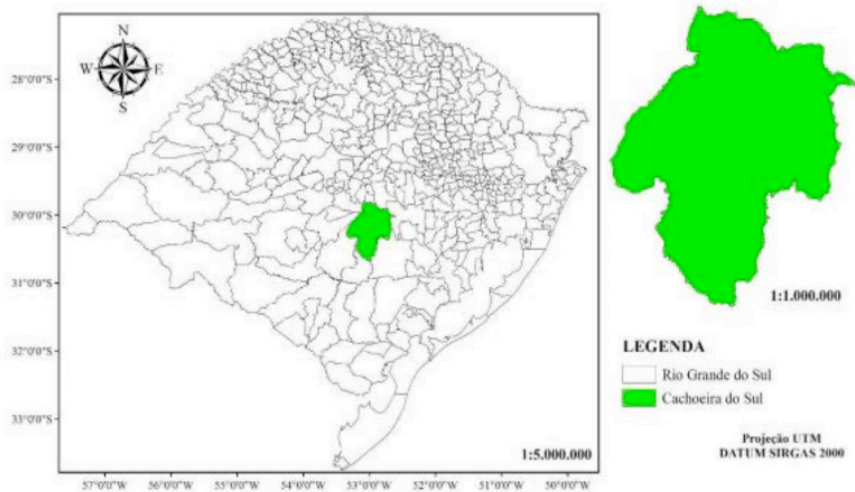 N
W E
S
28°0'0"S
29°0'0"S
30°0'0"S
31°0'0"S
32°0'0"S
33°0'0"S
57°0'0"W 56°0'0"W 55°0'0"W 54°0'0"W 53°0'0"W 52°0'0"W 51°0'0"W 50°0'0"W
1:5.000.000
1:1.000.000
LEGENDA
Rio Grande do Sul
Cachoeira do Sul
Projeção UTM
DATUM SIRGAS 2000